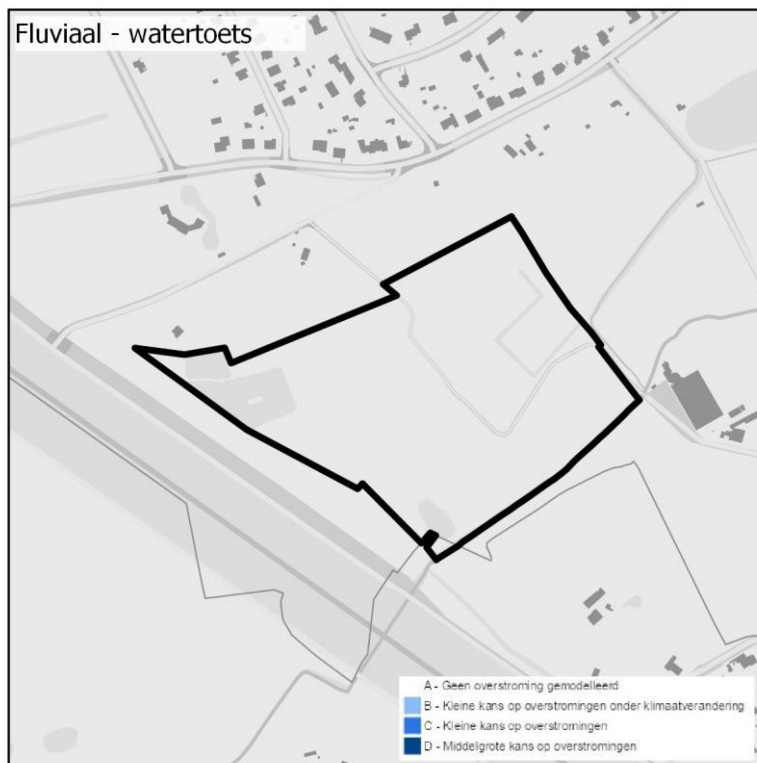 Fluviaal - watertoets
A - Geen overstroming gemodelleerd
B - Kleine kans op overstromingen onder klimaatverandering
C - Kleine kans op overstromingen
D - Middelgrote kans op overstromingen